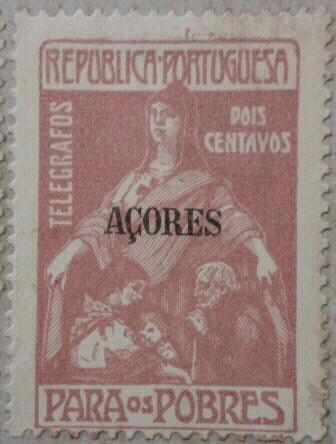 REPUBLICA·PORTUGUESA
TELEGRAFOS
DOIS
CENTAVOS
AÇORES
PARA OS POBRES